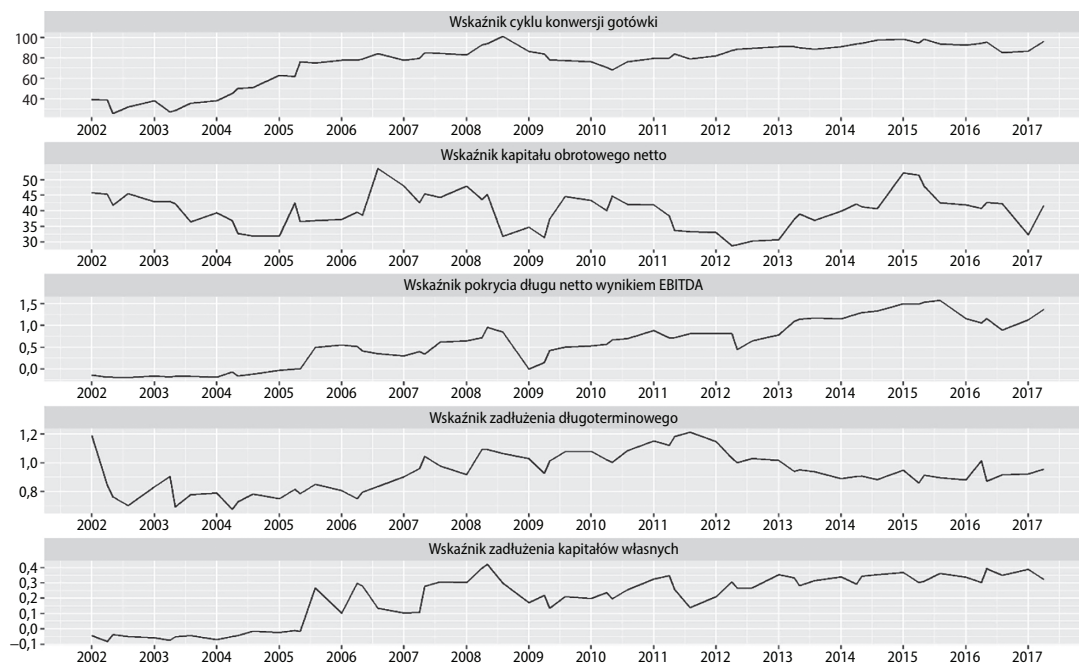 Wskaźnik cyklu konwersji gotówki
100
80
60
40
2002 2003 2004 2005 2006 2007 2008 2009 2010 2011 2012 2013 2014 2015 2016 2017
Wskaźnik kapitału obrotowego netto
50
45
40
35
30
2002 2003 2004 2005 2006 2007 2008 2009 2010 2011 2012 2013 2014 2015 2016 2017
Wskaźnik pokrycia długu netto wynikiem EBITDA
1,5
1,0
0,5
0,0
2002 2003 2004 2005 2006 2007 2008 2009 2010 2011 2012 2013 2014 2015 2016 2017
Wskaźnik zadłużenia długoterminowego
1,2
1,0
0,8
2002 2003 2004 2005 2006 2007 2008 2009 2010 2011 2012 2013 2014 2015 2016 2017
Wskaźnik zadłużenia kapitałów własnych
0,4
0,3
0,2
0,1
0,0
−0,1
2002 2003 2004 2005 2006 2007 2008 2009 2010 2011 2012 2013 2014 2015 2016 2017